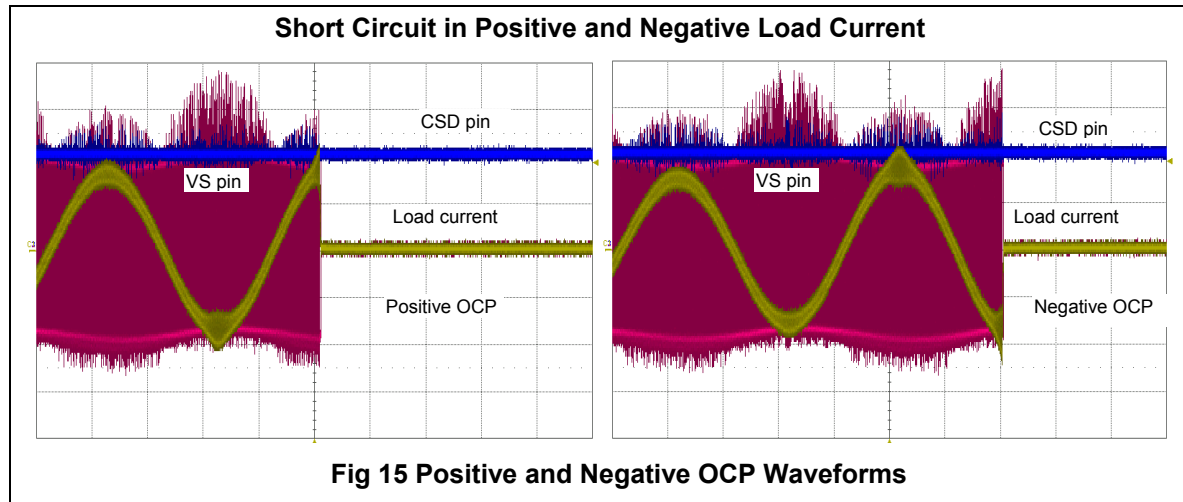 Short Circuit in Positive and Negative Load Current
CSD pin
VS pin
Load current
Positive OCP
CSD pin
VS pin
Load current
Negative OCP
Fig 15 Positive and Negative OCP Waveforms